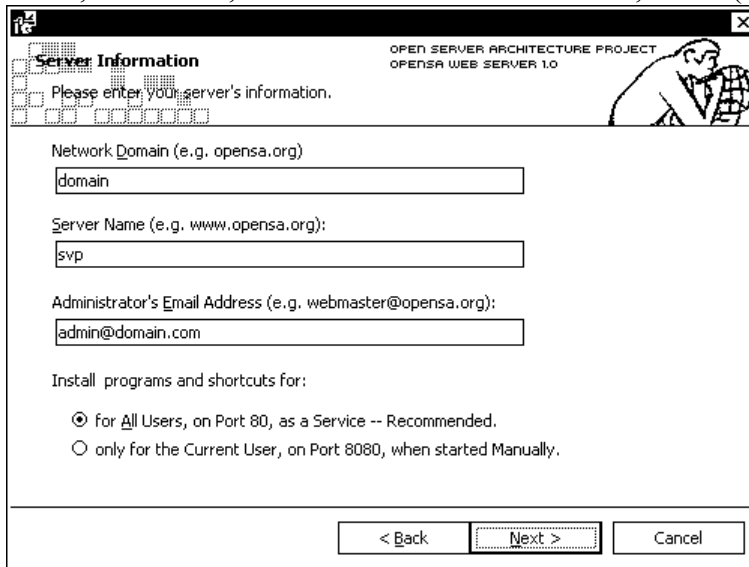 OPEN SERVER ARCHITECTURE PROJECT
OPENSA WEB SERVER 1.0
Server Information
Please enter your server's information.
Network Domain (e.g. opensa.org)
domain
Server Name (e.g. www.opensa.org):
svp
Administrator's Email Address (e.g. webmaster@opensa.org):
admin@domain.com
Install programs and shortcuts for:
for All Users, on Port 80, as a Service -- Recommended.
only for the Current User, on Port 8080, when started Manually.
< Back
Next >
Cancel